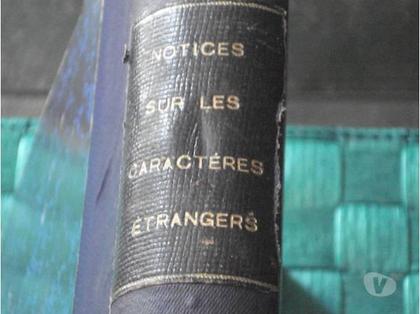 NOTICES
SUR LES
CARACTÉRES
ÉTRANGERS